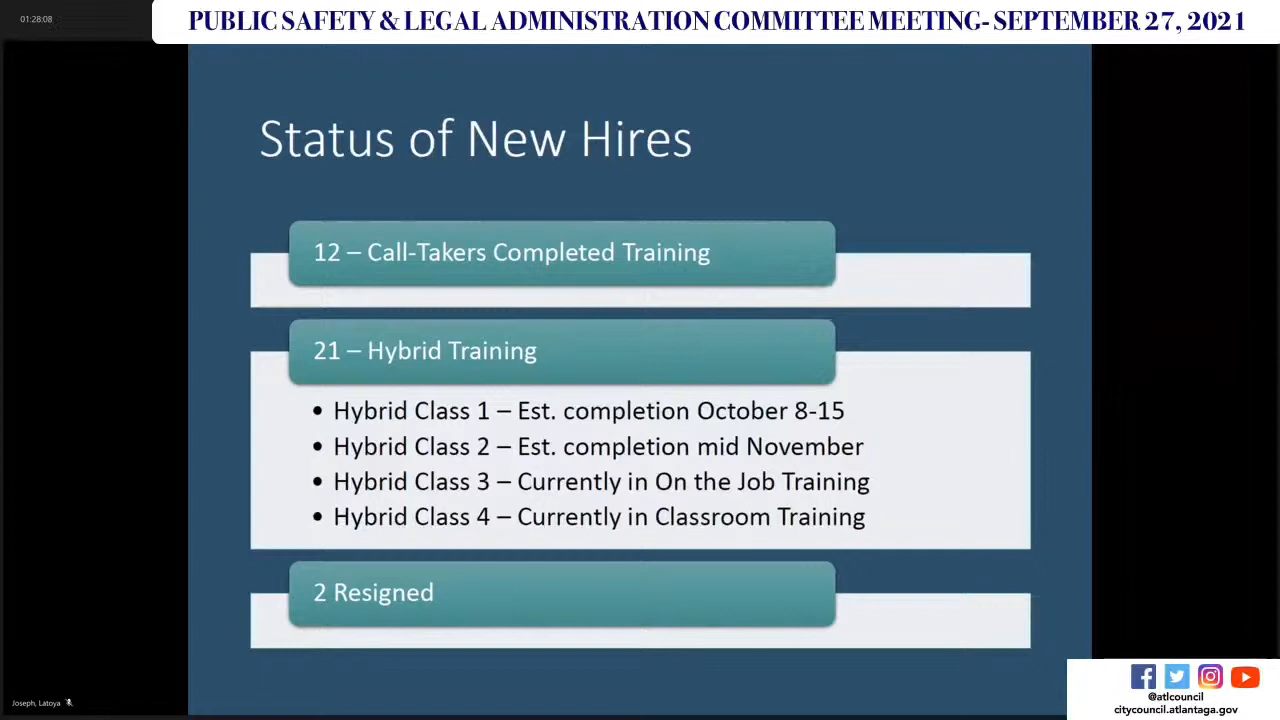 01:28:08
PUBLIC SAFETY & LEGAL ADMINISTRATION COMMITTEE MEETING- SEPTEMBER 27, 2021
Status of New Hires
12 – Call-Takers Completed Training
21 – Hybrid Training
• Hybrid Class 1 – Est. completion October 8-15
• Hybrid Class 2 – Est. completion mid November
• Hybrid Class 3 – Currently in On the Job Training
• Hybrid Class 4 – Currently in Classroom Training
2 Resigned
Joseph, Latoya
@atlcouncil
citycouncil.atlantaga.gov